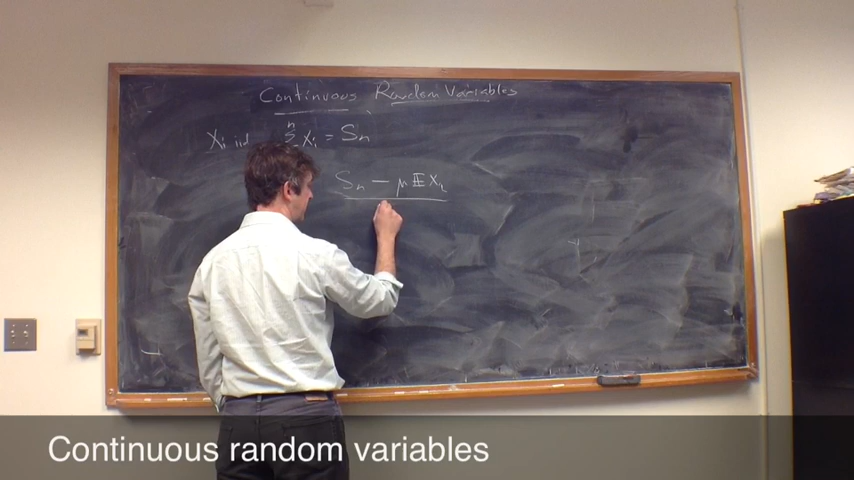 Continuous Random Variables
Xi iid n Xi = Sn
Sn — μ 𝔼 X1
Continuous random variables